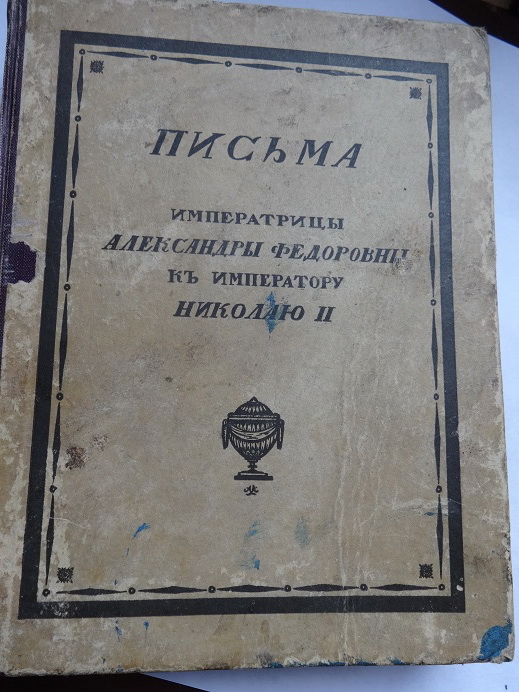 ПИСЬМА
ИМПЕРАТРИЦЫ
АЛЕКСАНДРЫ ФЕДОРОВНЫ
КЪ ИМПЕРАТОРУ
НИКОЛАЮ II